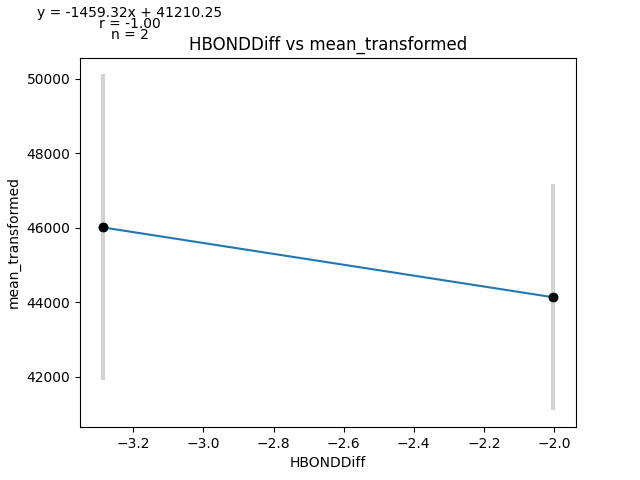 y = -1459.32x + 41210.25
r = -1.00
n = 2
HBONDDiff vs mean_transformed
50000
48000
46000
44000
42000
mean_transformed
−3.2
−3.0
−2.8
−2.6
−2.4
−2.2
−2.0
HBONDDiff